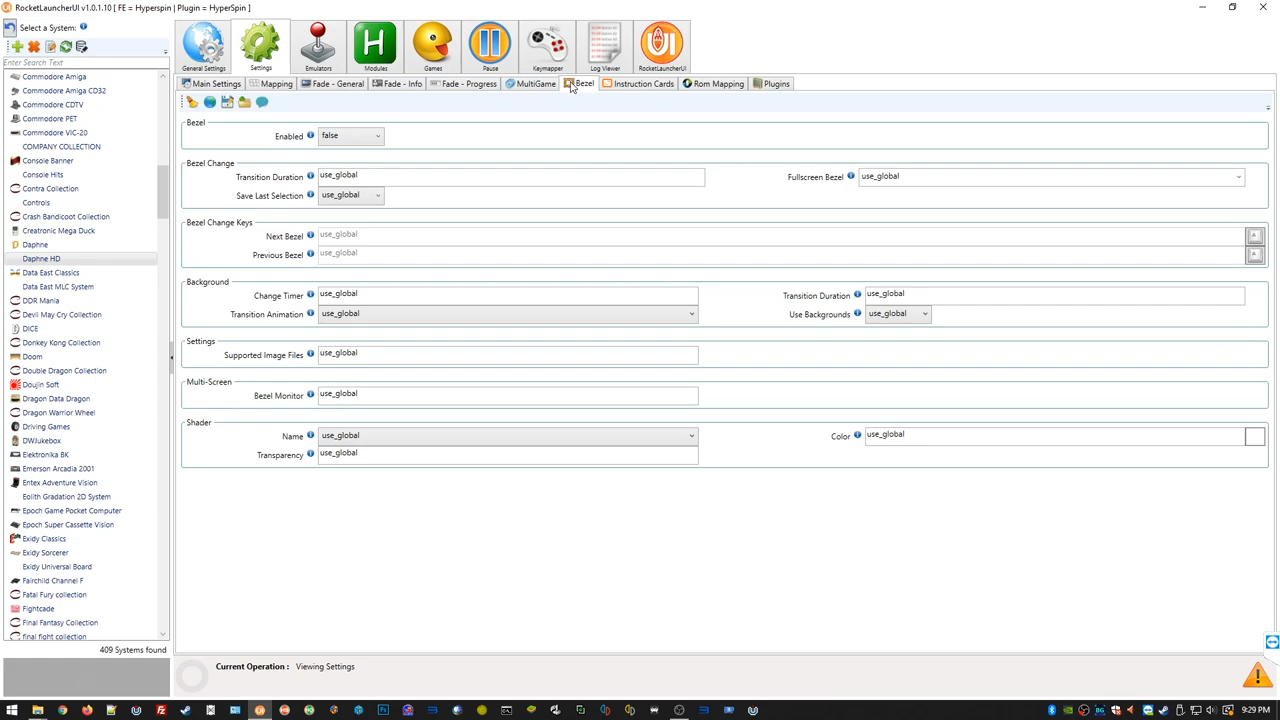 RocketLauncherUI v1.0.1.10 [ FE = Hyperspin | Plugin = HyperSpin ]
Select a System:
Enter Search Text
Commodore Amiga
Commodore Amiga CD32
Commodore CDTV
Commodore PET
Commodore VIC-20
COMPANY COLLECTION
Console Banner
Console Hits
Contra Collection
Controls
Crash Bandicoot Collection
Creatronic Mega Duck
Daphne
Daphne HD
Data East Classics
Data East MLC System
DDR Mania
Devil May Cry Collection
DICE
Donkey Kong Collection
Doom
Double Dragon Collection
Doujin Soft
Dragon Data Dragon
Dragon Warrior Wheel
Driving Games
DWJukebox
Elektronika BK
Emerson Arcadia 2001
Entex Adventure Vision
Eolith Gradation 2D System
Epoch Game Pocket Computer
Epoch Super Cassette Vision
Exidy Classics
Exidy Sorcerer
Exidy Universal Board
Fairchild Channel F
Fatal Fury collection
Fightcade
Final Fantasy Collection
final fight collection
409 Systems found
General Settings
Settings
Emulators
Modules
Games
Pause
Keymapper
Log Viewer
RocketLauncherUI
Main Settings
Mapping
Fade - General
Fade - Info
Fade - Progress
MultiGame
Bezel
Instruction Cards
Rom Mapping
Plugins
Bezel
Enabled false
Bezel Change
Transition Duration use_global
Fullscreen Bezel use_global
Save Last Selection use_global
Bezel Change Keys
Next Bezel use_global
Previous Bezel use_global
Background
Change Timer use_global
Transition Duration use_global
Transition Animation use_global
Use Backgrounds use_global
Settings
Supported Image Files use_global
Multi-Screen
Bezel Monitor use_global
Shader
Name use_global
Color use_global
Transparency use_global
Current Operation : Viewing Settings
9:29 PM